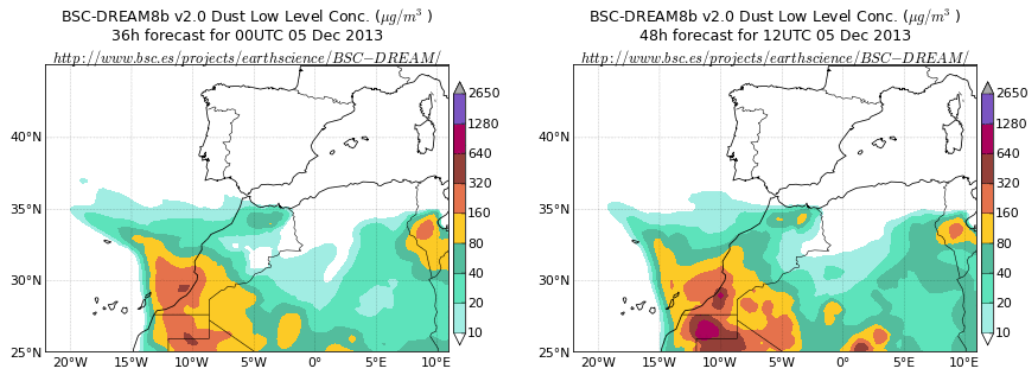 BSC-DREAM8b v2.0 Dust Low Level Conc. (μg/m³ )
36h forecast for 00UTC 05 Dec 2013
http://www.bsc.es/projects/earthscience/BSC−DREAM/
40°N
35°N
30°N
25°N
20°W
15°W
10°W
5°W
0°
5°E
10°E
2650
1280
640
320
160
80
40
20
10
BSC-DREAM8b v2.0 Dust Low Level Conc. (μg/m³ )
48h forecast for 12UTC 05 Dec 2013
http://www.bsc.es/projects/earthscience/BSC−DREAM/
40°N
35°N
30°N
25°N
20°W
15°W
10°W
5°W
0°
5°E
10°E
2650
1280
640
320
160
80
40
20
10